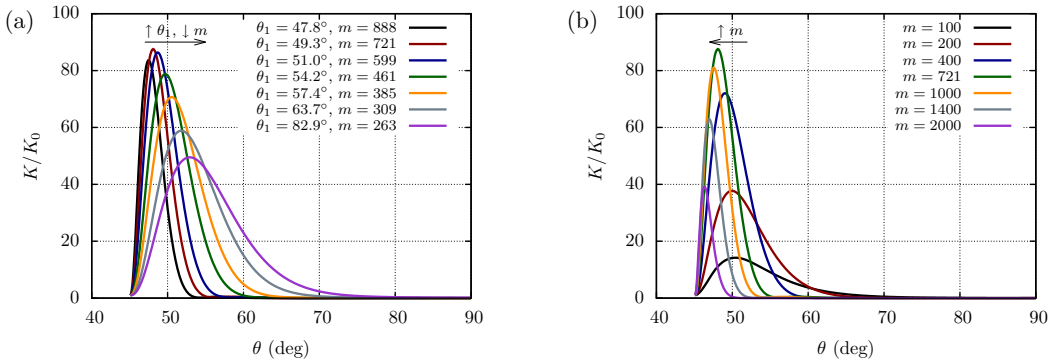 (a)
K/K₀
100
80
60
40
20
0
↑ θ₁, ↓ m
θ₁ = 47.8°, m = 888
θ₁ = 49.3°, m = 721
θ₁ = 51.0°, m = 599
θ₁ = 54.2°, m = 461
θ₁ = 57.4°, m = 385
θ₁ = 63.7°, m = 309
θ₁ = 82.9°, m = 263
40 50 60 70 80 90
θ (deg)
(b)
K/K₀
100
80
60
40
20
0
↑ m
m = 100
m = 200
m = 400
m = 721
m = 1000
m = 1400
m = 2000
40 50 60 70 80 90
θ (deg)